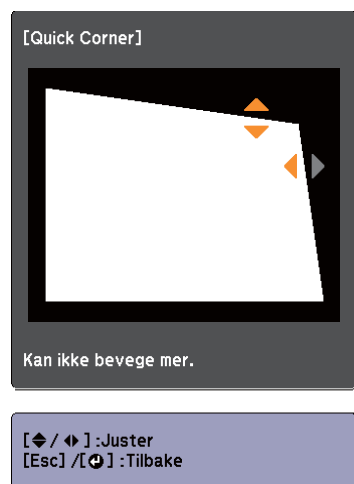 [Quick Corner]
Kan ikke bevege mer.
[⬘/⬗] :Juster
[Esc] /[⏎] :Tilbake